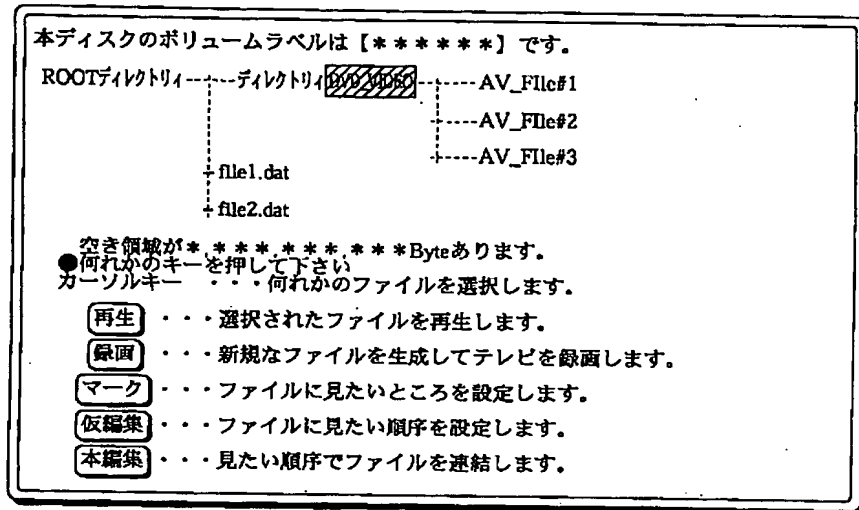 本ディスクのボリュームラベルは【******】です。
ROOTディレクトリィ------ディレクトリィDVD_VIDEO------AV_FIle#1
-----AV_FIle#2
-----AV_FIle#3
file1.dat
file2.dat
空き領域が*,***,***,***Byteあります。
●何れかのキーを押して下さい
カーソルキー ・・・何れかのファイルを選択します。
再生 ・・・選択されたファイルを再生します。
録画 ・・・新規なファイルを生成してテレビを録画します。
マーク ・・・ファイルに見たいところを設定します。
仮編集 ・・・ファイルに見たい順序を設定します。
本編集 ・・・見たい順序でファイルを連結します。